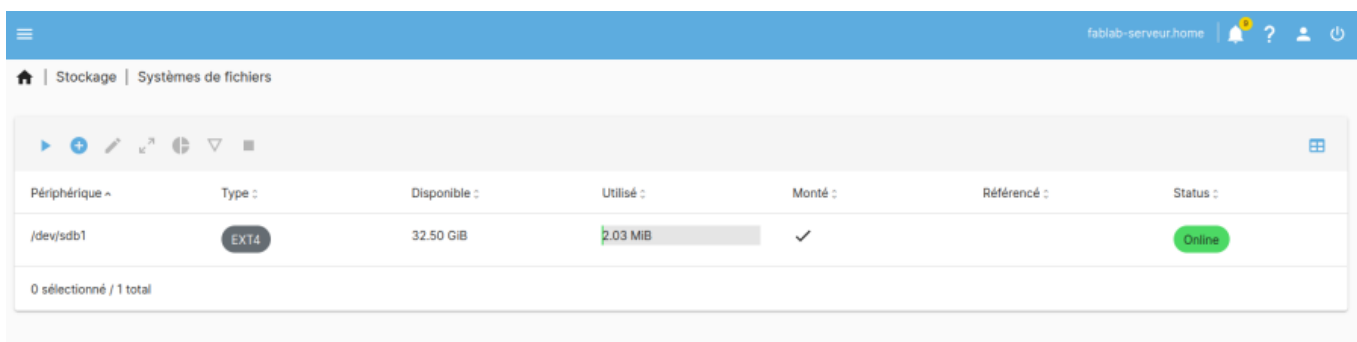 fablab-serveur.home
9
?
Stockage | Systèmes de fichiers
Périphérique Type Disponible Utilisé Monté Référencé Status
/dev/sdb1 EXT4 32.50 GiB 2.03 MiB Online
0 sélectionné / 1 total